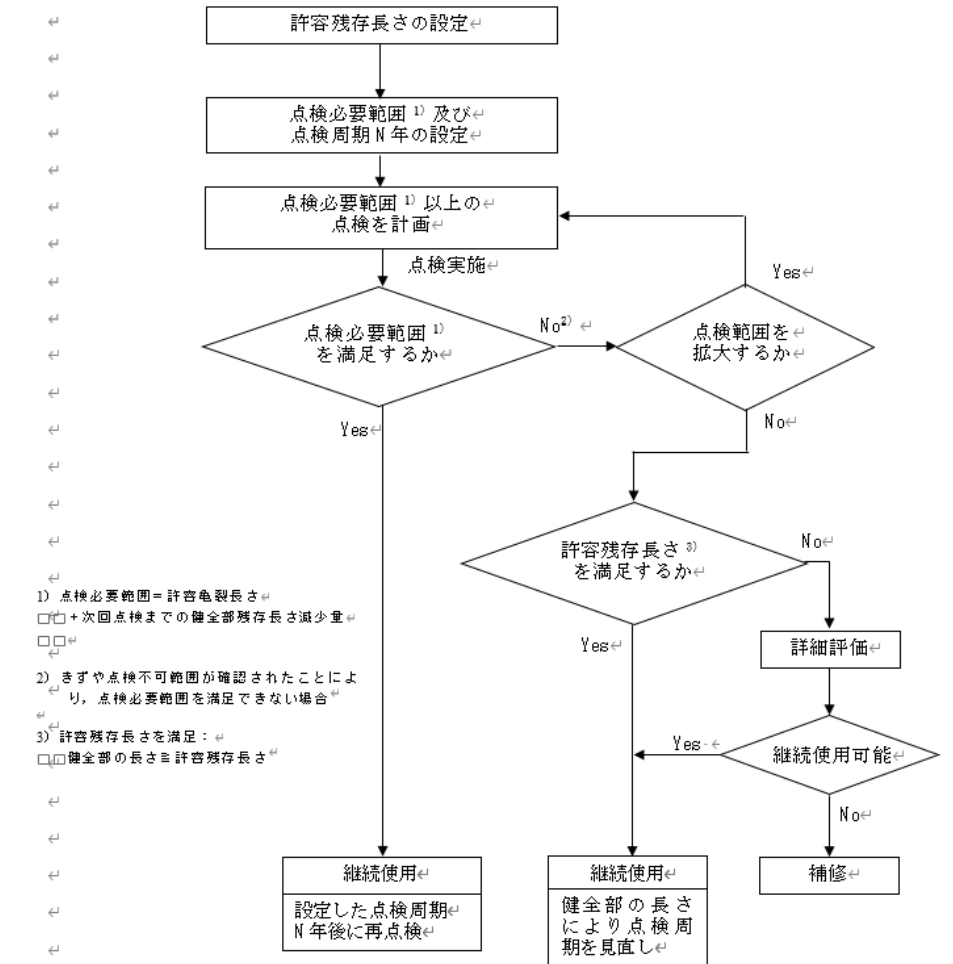 許容残存長さの設定
点検必要範囲1)及び
点検周期N年の設定
点検必要範囲1)以上の
点検を計画
点検実施
点検必要範囲1)
を満足するか
No2)
点検範囲を
拡大するか
Yes
No
Yes
許容残存長さ3)
を満足するか
No
Yes
詳細評価
継続使用可能
Yes
No
1) 点検必要範囲=許容亀裂長さ
□□+次回点検までの健全部残存長さ減少量
□□
2) きずや点検不可範囲が確認されたことによ
り，点検必要範囲を満足できない場合
3) 許容残存長さを満足：
□□健全部の長さ≧許容残存長さ
継続使用
設定した点検周期
N年後に再点検
継続使用
健全部の長さ
により点検周
期を見直し
補修